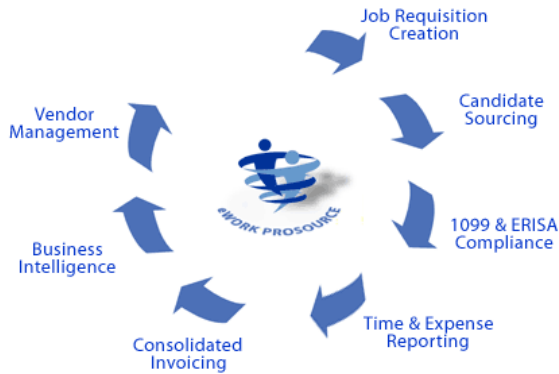 Job Requisition
Creation
Candidate
Sourcing
1099 & ERISA
Compliance
Time & Expense
Reporting
Consolidated
Invoicing
Business
Intelligence
Vendor
Management
eWORK PROSOURCE